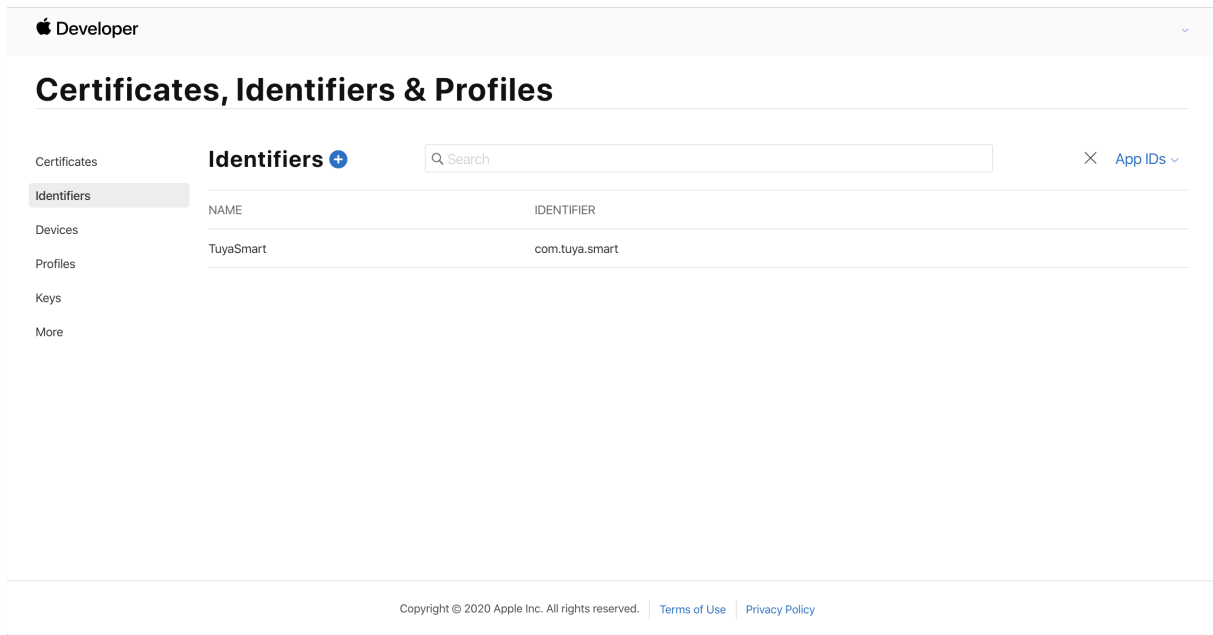 Developer
Certificates, Identifiers & Profiles
Certificates
Identifiers
Devices
Profiles
Keys
More
Identifiers
Search
App IDs
NAME IDENTIFIER
TuyaSmart com.tuya.smart
Copyright © 2020 Apple Inc. All rights reserved. Terms of Use Privacy Policy